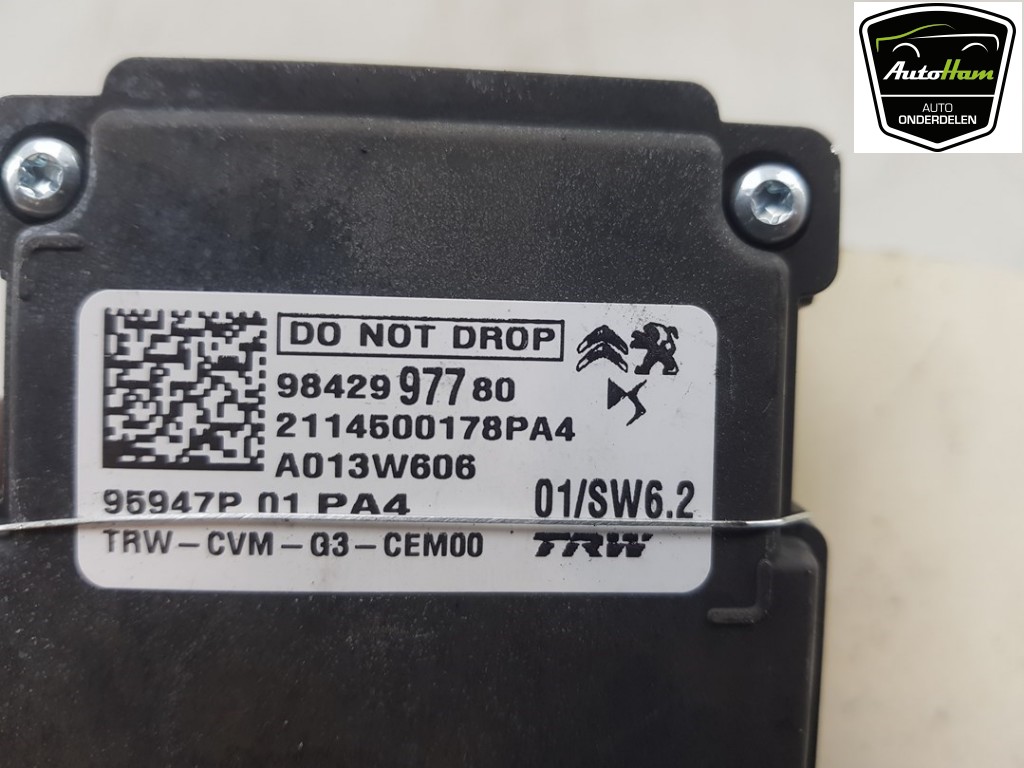 AutoHam
AUTO
ONDERDELEN
DO NOT DROP
98429 977 80
2114500178PA4
A013W606
95947P 01 PA4
01/SW6.2
TRW-CVM-G3-CEM00
TRW